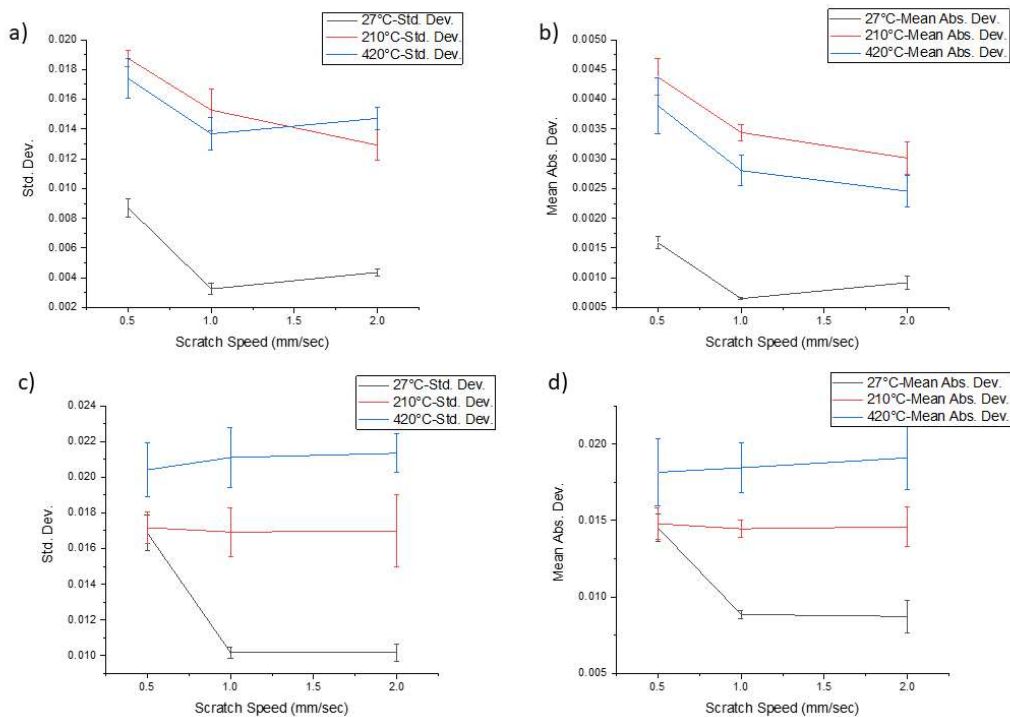 a)
27°C-Std. Dev.
210°C-Std. Dev.
420°C-Std. Dev.
0.020
0.018
0.016
0.014
0.012
0.010
0.008
0.006
0.004
0.002
Std. Dev.
0.5
1.0
1.5
2.0
Scratch Speed (mm/sec)
b)
27°C-Mean Abs. Dev.
210°C-Mean Abs. Dev.
420°C-Mean Abs. Dev.
0.0050
0.0045
0.0040
0.0035
0.0030
0.0025
0.0020
0.0015
0.0010
0.0005
Mean Abs. Dev.
0.5
1.0
1.5
2.0
Scratch Speed (mm/sec)
c)
27°C-Std. Dev.
210°C-Std. Dev.
420°C-Std. Dev.
0.024
0.022
0.020
0.018
0.016
0.014
0.012
0.010
Std. Dev.
0.5
1.0
1.5
2.0
Scratch Speed (mm/sec)
d)
27°C-Mean Abs. Dev.
210°C-Mean Abs. Dev.
420°C-Mean Abs. Dev.
0.020
0.015
0.010
0.005
Mean Abs. Dev.
0.5
1.0
1.5
2.0
Scratch Speed (mm/sec)